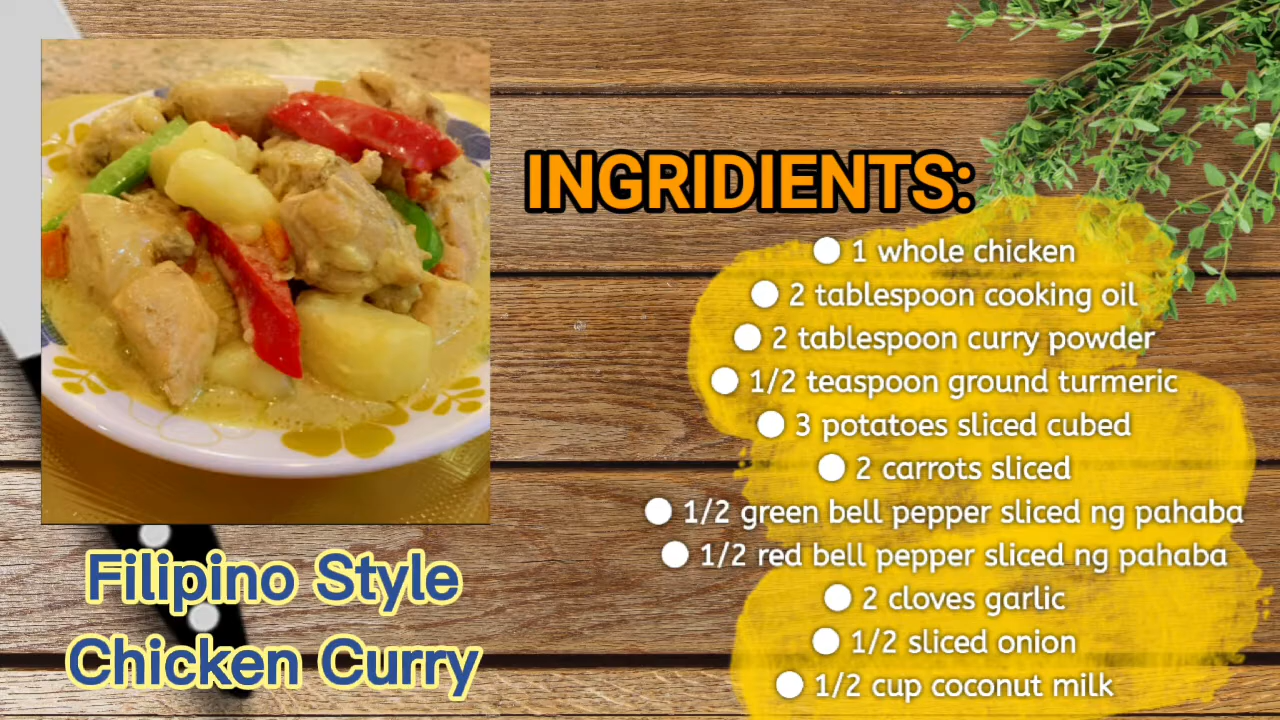 INGRIDIENTS:
1 whole chicken
2 tablespoon cooking oil
2 tablespoon curry powder
1/2 teaspoon ground turmeric
3 potatoes sliced cubed
2 carrots sliced
1/2 green bell pepper sliced ng pahaba
1/2 red bell pepper sliced ng pahaba
2 cloves garlic
1/2 sliced onion
1/2 cup coconut milk
Filipino Style
Chicken Curry